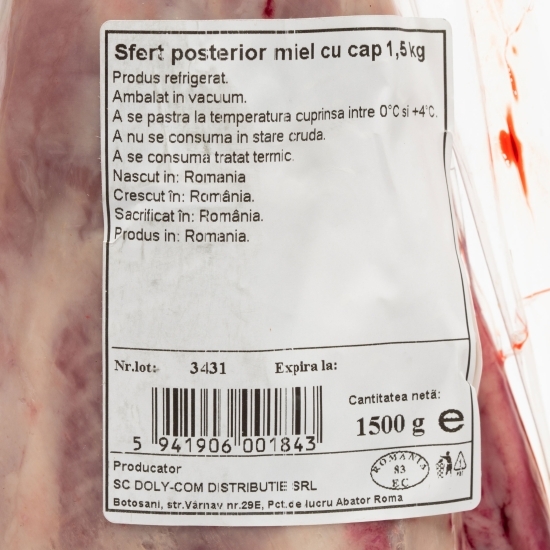 Sfert posterior miel cu cap 1,5kg
Produs refrigerat.
Ambalat in vacuum.
A se pastra la temperatura cuprinsa intre 0°C si +4°C.
A nu se consuma in stare cruda.
A se consuma tratat termic.
Nascut in: Romania
Crescut în: România.
Sacrificat în: România.
Produs in: Romania.
Nr.lot: 3431 Expira la:
Cantitatea netă:
1500 g e
5 941906 001843
Producator
SC DOLY-COM DISTRIBUTIE SRL
Botosani, str.Vârnav nr.29E, Pct.de lucru Abator Roma
ROMANIA
83
EC